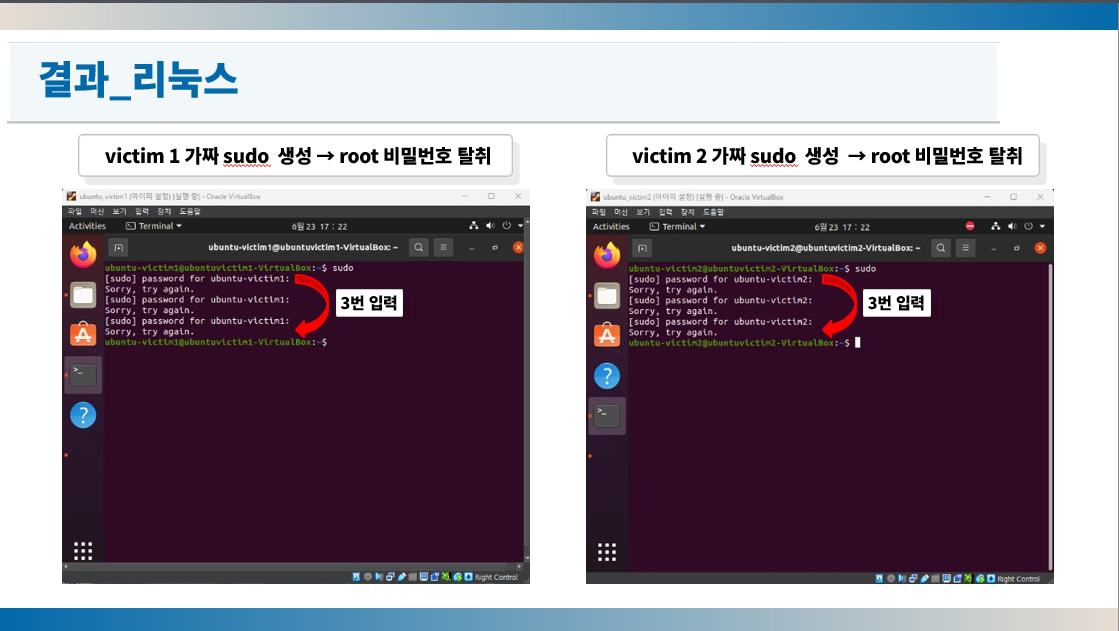 결과_리눅스
victim 1 가짜 sudo 생성 → root 비밀번호 탈취
ubuntu_victim1 (아이피 설정) [실행 중] - Oracle VirtualBox
파일 머신 보기 입력 장치 도움말
Activities Terminal 6월 23 17 : 22
ubuntu-victim1@ubuntuvictim1-VirtualBox: ~
ubuntu-victim1@ubuntuvictim1-VirtualBox:~$ sudo
[sudo] password for ubuntu-victim1:
Sorry, try again.
[sudo] password for ubuntu-victim1:
Sorry, try again.
[sudo] password for ubuntu-victim1:
Sorry, try again.
ubuntu-victim1@ubuntuvictim1-VirtualBox:~$
3번 입력
Right Control
victim 2 가짜 sudo 생성 → root 비밀번호 탈취
ubuntu_victim2 (아이피 설정) [실행 중] - Oracle VirtualBox
파일 머신 보기 입력 장치 도움말
Activities Terminal 6월 23 17 : 22
ubuntu-victim2@ubuntuvictim2-VirtualBox: ~
ubuntu-victim2@ubuntuvictim2-VirtualBox:~$ sudo
[sudo] password for ubuntu-victim2:
Sorry, try again.
[sudo] password for ubuntu-victim2:
Sorry, try again.
[sudo] password for ubuntu-victim2:
Sorry, try again.
ubuntu-victim2@ubuntuvictim2-VirtualBox:~$
3번 입력
Right Control